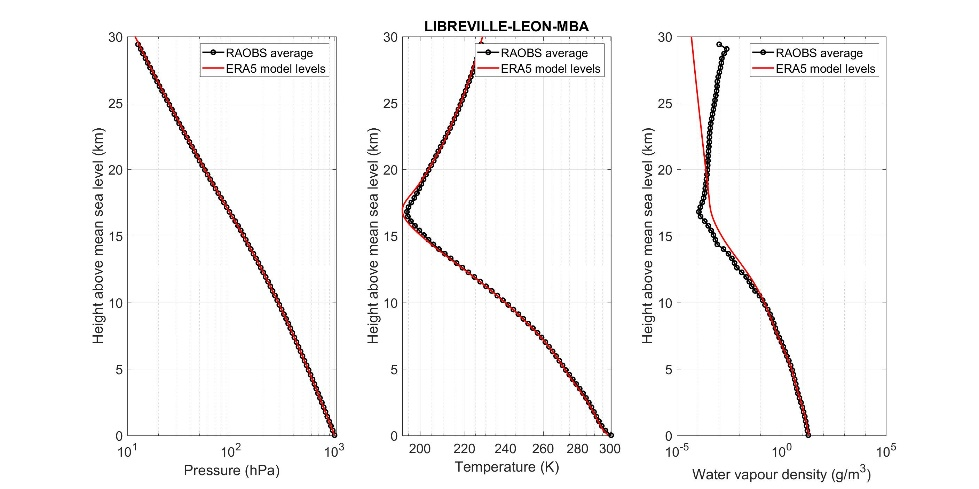 LIBREVILLE-LEON-MBA
30
25
20
15
10
5
0
Height above mean sea level (km)
RAOBS average
ERA5 model levels
10^1
10^2
10^3
Pressure (hPa)
30
25
20
15
10
5
0
Height above mean sea level (km)
RAOBS average
ERA5 model levels
200
220
240
260
280
300
Temperature (K)
30
25
20
15
10
5
0
Height above mean sea level (km)
RAOBS average
ERA5 model levels
10^-5
10^0
10^5
Water vapour density (g/m^3)